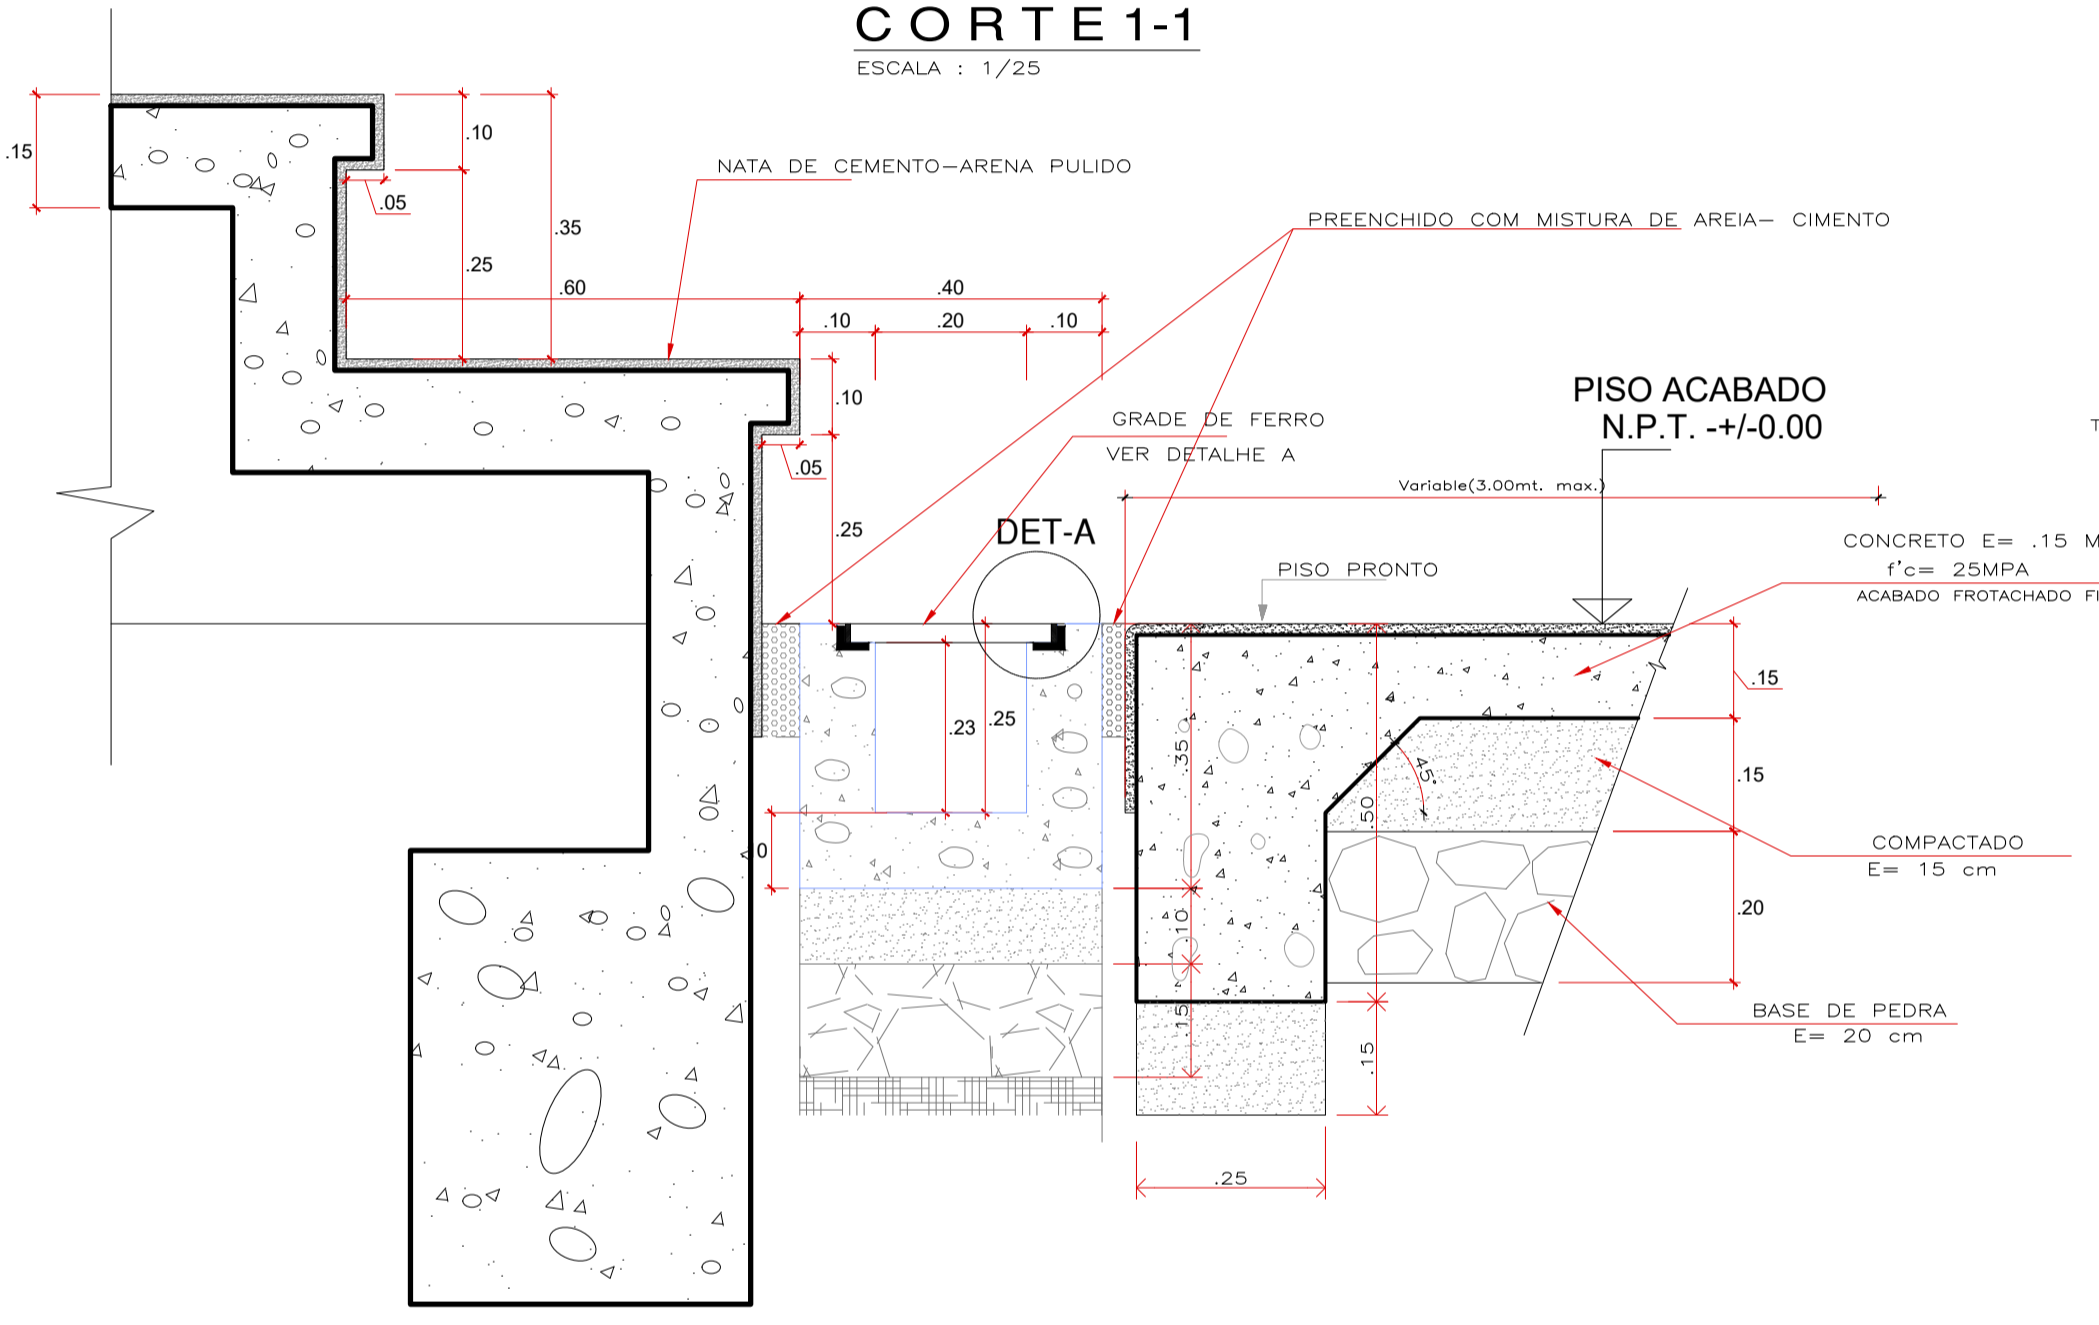 CORTE 1-1
ESCALA : 1/25
.15
.10
.05
.35
.25
.60
.40
.10
.20
.10
NATA DE CEMENTO-ARENA PULIDO
PREENCHIDO COM MISTURA DE AREIA- CIMENTO
.10
.05
.25
GRADE DE FERRO
VER DETALHE A
DET-A
PISO ACABADO
N.P.T. -+/-0.00
T
Variable(3.00mt. max.)
PISO PRONTO
CONCRETO E= .15 M
f'c= 25MPA
ACABADO FROTACHADO FI
.23
.25
.35
.50
45°
.15
.15
.20
0
.10
.15
.15
.25
COMPACTADO
E= 15 cm
BASE DE PEDRA
E= 20 cm